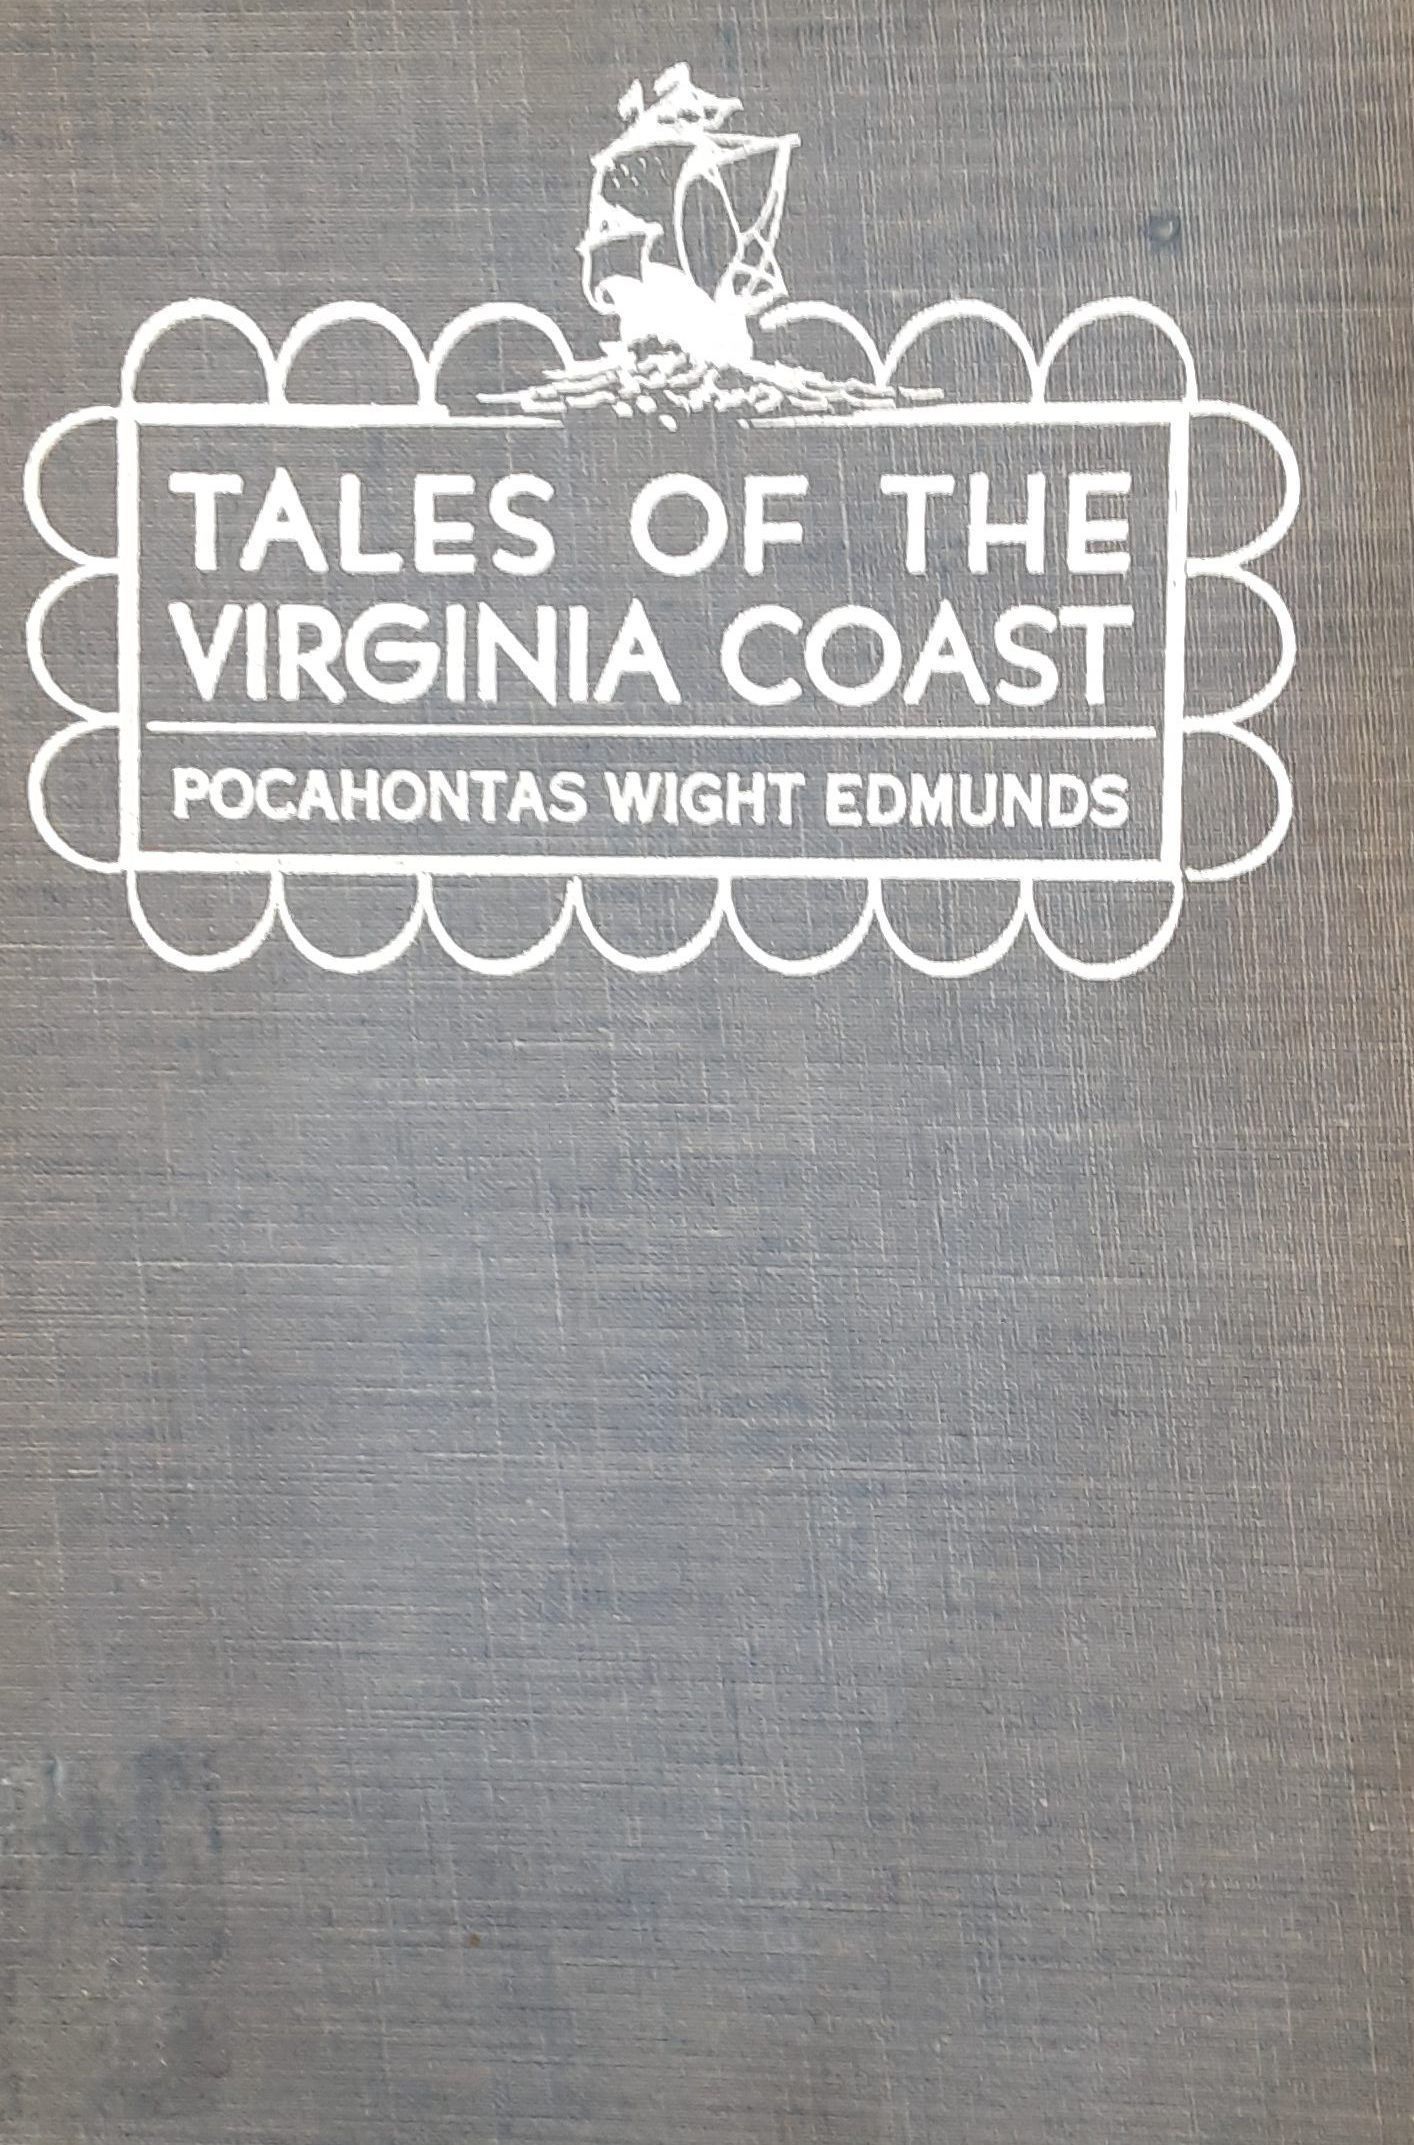 TALES OF THE
VIRGINIA COAST
POCAHONTAS WIGHT EDMUNDS